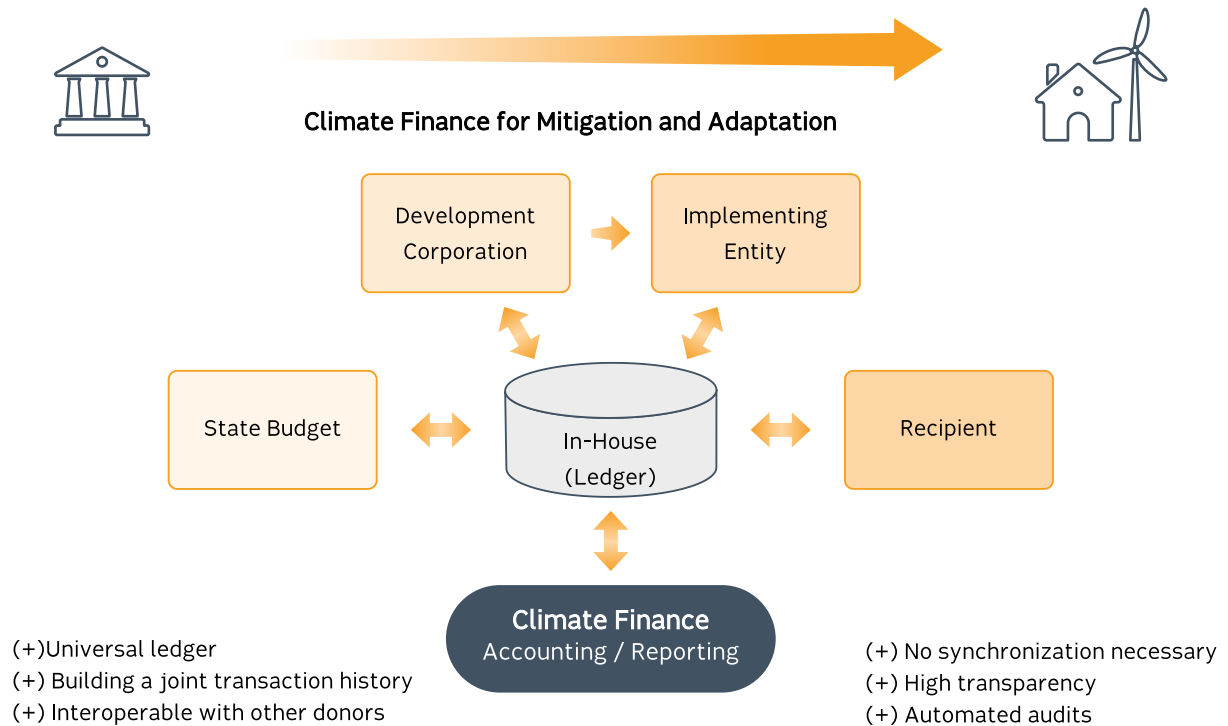 Climate Finance for Mitigation and Adaptation
Development
Corporation
Implementing
Entity
State Budget
In-House
(Ledger)
Recipient
Climate Finance
Accounting / Reporting
(+)Universal ledger
(+) Building a joint transaction history
(+) Interoperable with other donors
(+) No synchronization necessary
(+) High transparency
(+) Automated audits